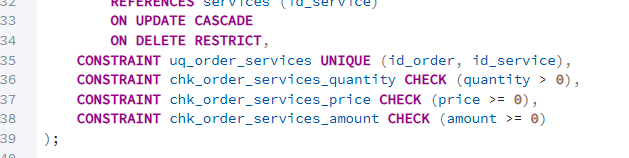 32 REFERENCES services (id_service)
33 ON UPDATE CASCADE
34 ON DELETE RESTRICT,
35 CONSTRAINT uq_order_services UNIQUE (id_order, id_service),
36 CONSTRAINT chk_order_services_quantity CHECK (quantity > 0),
37 CONSTRAINT chk_order_services_price CHECK (price >= 0),
38 CONSTRAINT chk_order_services_amount CHECK (amount >= 0)
39 );